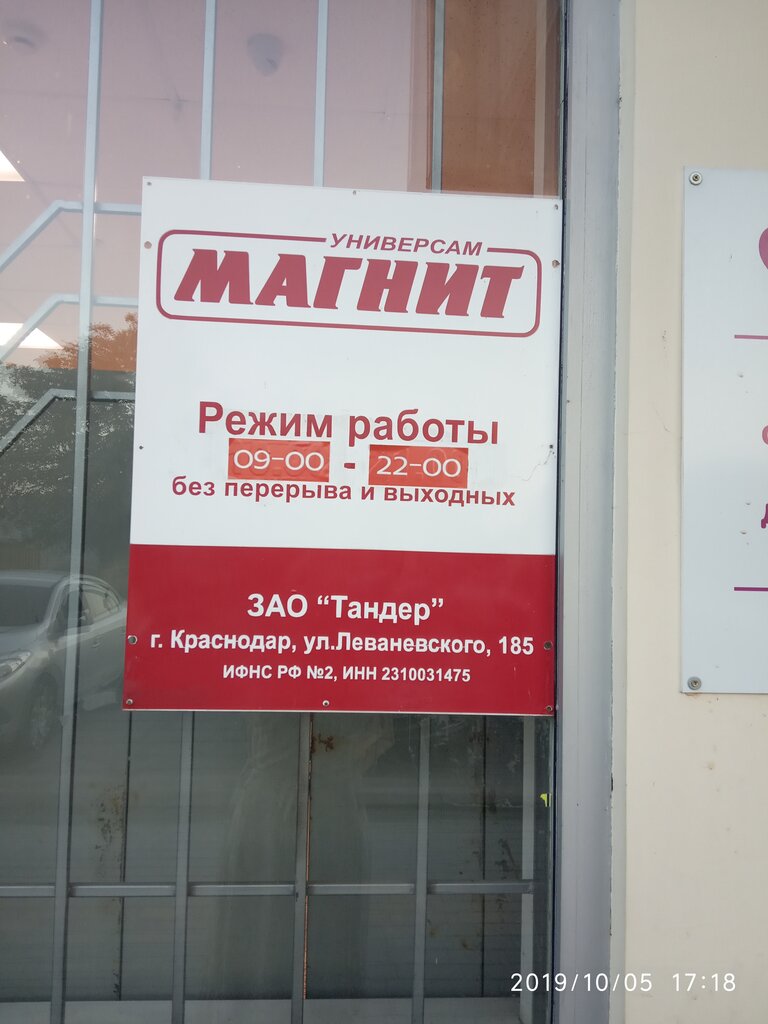 УНИВЕРСАМ
МАГНИТ
Режим работы
09-00 - 22-00
без перерыва и выходных
ЗАО “Тандер”
г. Краснодар, ул.Леваневского, 185
ИФНС РФ №2, ИНН 2310031475
2019/10/05 17:18